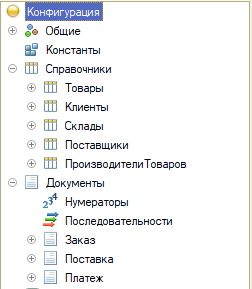 Конфигурация
Общие
Константы
Справочники
Товары
Клиенты
Склады
Поставщики
ПроизводителиТоваров
Документы
Нумераторы
Последовательности
Заказ
Поставка
Платеж